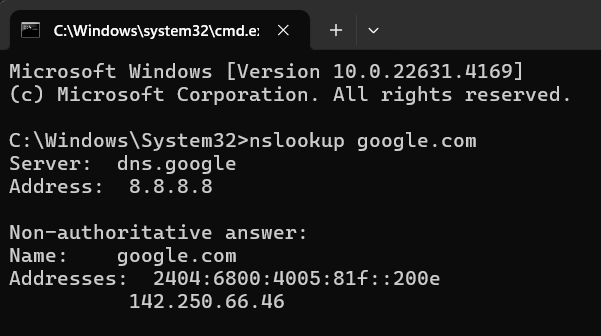 C:\Windows\system32\cmd.ex
Microsoft Windows [Version 10.0.22631.4169]
(c) Microsoft Corporation. All rights reserved.
C:\Windows\System32>nslookup google.com
Server:  dns.google
Address:  8.8.8.8
Non-authoritative answer:
Name:    google.com
Addresses:  2404:6800:4005:81f::200e
          142.250.66.46